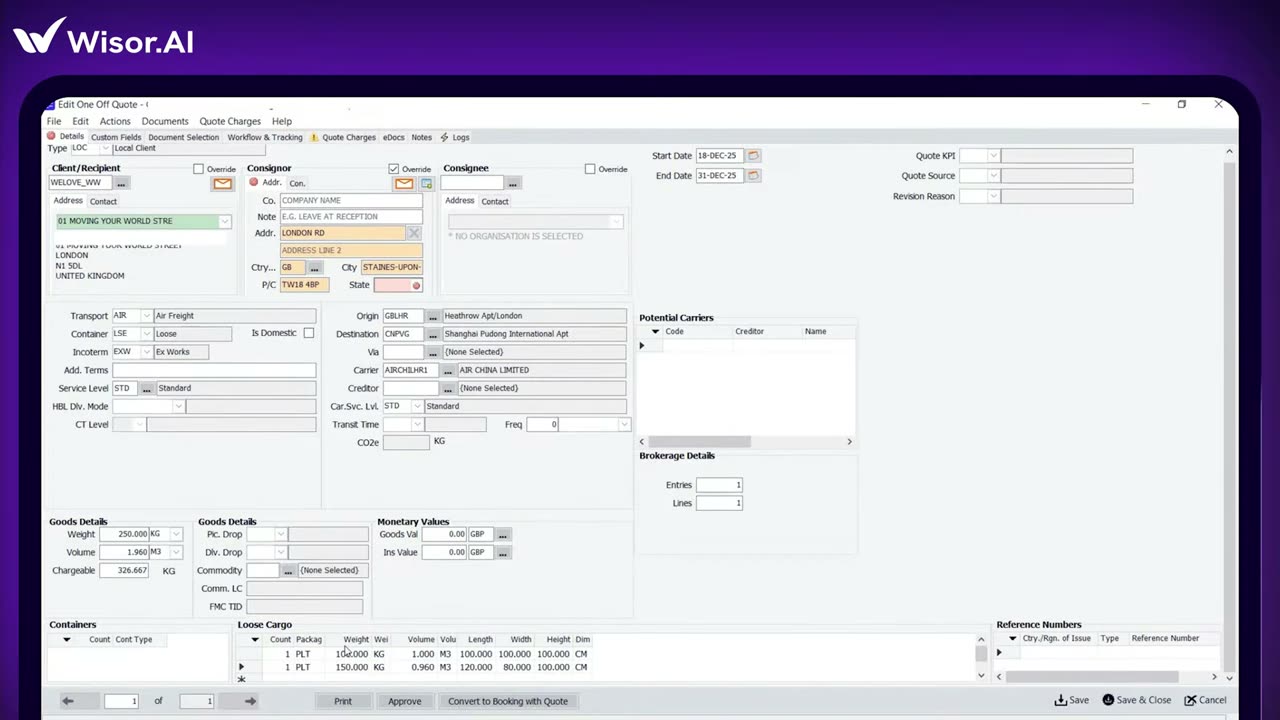 Wisor.AI
Edit One Off Quote - 
File Edit Actions Documents Quote Charges Help
Details Custom Fields Document Selection Workflow & Tracking Quote Charges eDocs Notes Logs
Type LOC Local Client
Client/Recipient Override
WELOVE_WW ...
Address Contact
01 MOVING YOUR WORLD STRE
01 MOVING YOUR WORLD STREET
LONDON
N1 5DL
UNITED KINGDOM
Consignor Override
Addr. Con.
Co. COMPANY NAME
Note E.G. LEAVE AT RECEPTION
Addr. LONDON RD
ADDRESS LINE 2
Ctry... GB ... City STAINES-UPON-
P/C TW18 4BP State
Consignee Override
...
Address Contact
* NO ORGANISATION IS SELECTED
Start Date 18-DEC-25
End Date 31-DEC-25
Quote KPI
Quote Source
Revision Reason
Transport AIR Air Freight
Container LSE Loose Is Domestic
Incoterm EXW Ex Works
Add. Terms
Service Level STD ... Standard
HBL Dlv. Mode
CT Level
Origin GBLHR ... Heathrow Apt/London
Destination CNPVG ... Shanghai Pudong International Apt
Via ... {None Selected}
Carrier AIRCHILHR1 ... AIR CHINA LIMITED
Creditor ... {None Selected}
Car.Svc. Lvl. STD Standard
Transit Time Freq 0
CO2e KG
Potential Carriers
Code Creditor Name
Brokerage Details
Entries 1
Lines 1
Goods Details
Weight 250.000 KG
Volume 1.960 M3
Chargeable 326.667 KG
Goods Details
Pic. Drop
Dlv. Drop
Commodity ... {None Selected}
Comm. LC
FMC TID
Monetary Values
Goods Val 0.00 GBP ...
Ins Value 0.00 GBP ...
Containers
Count Cont Type
Loose Cargo
Count Packag Weight Wei Volume Volu Length Width Height Dim
1 PLT 100.000 KG 1.000 M3 100.000 100.000 100.000 CM
1 PLT 150.000 KG 0.960 M3 120.000 80.000 100.000 CM
Reference Numbers
Ctry./Rgn. of Issue Type Reference Number
1 of 1 Print Approve Convert to Booking with Quote Save Save & Close Cancel